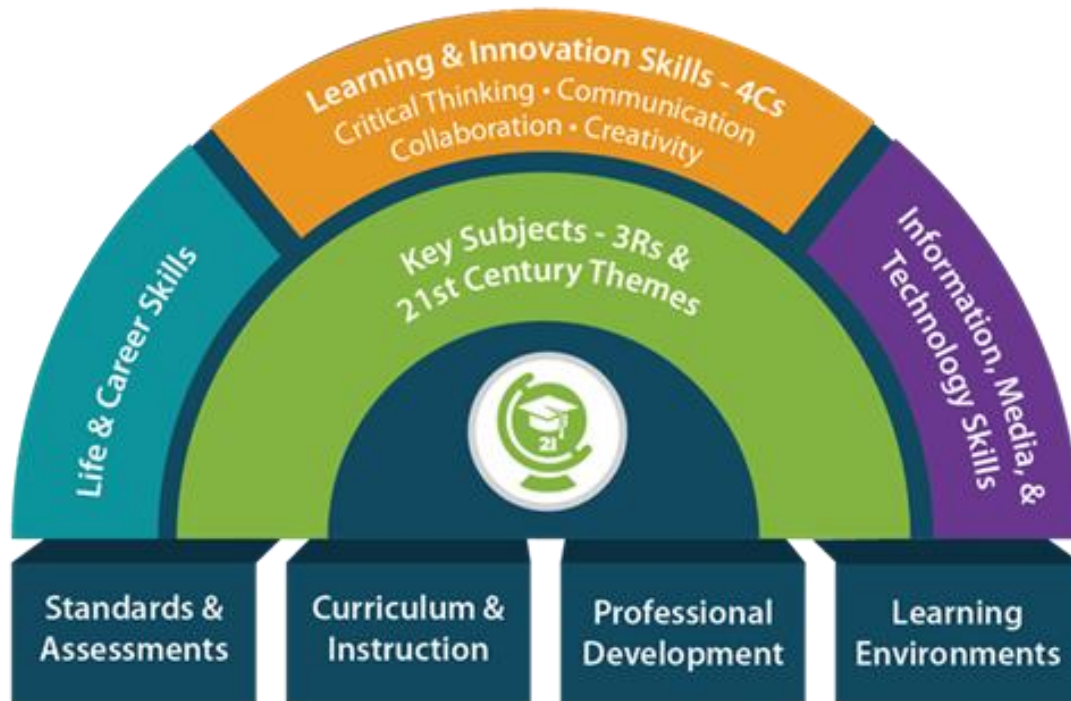 Learning & Innovation Skills - 4Cs
Critical Thinking • Communication
Collaboration • Creativity
Life & Career Skills
Key Subjects - 3Rs &
21st Century Themes
Information, Media, &
Technology Skills
21
Standards &
Assessments
Curriculum &
Instruction
Professional
Development
Learning
Environments